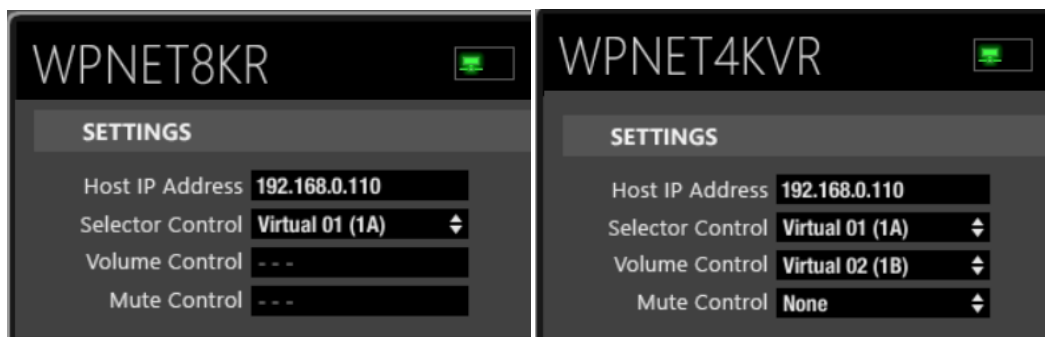 WPNET8KR
SETTINGS
Host IP Address 192.168.0.110
Selector Control Virtual 01 (1A)
Volume Control - - -
Mute Control - - -
WPNET4KVR
SETTINGS
Host IP Address 192.168.0.110
Selector Control Virtual 01 (1A)
Volume Control Virtual 02 (1B)
Mute Control None